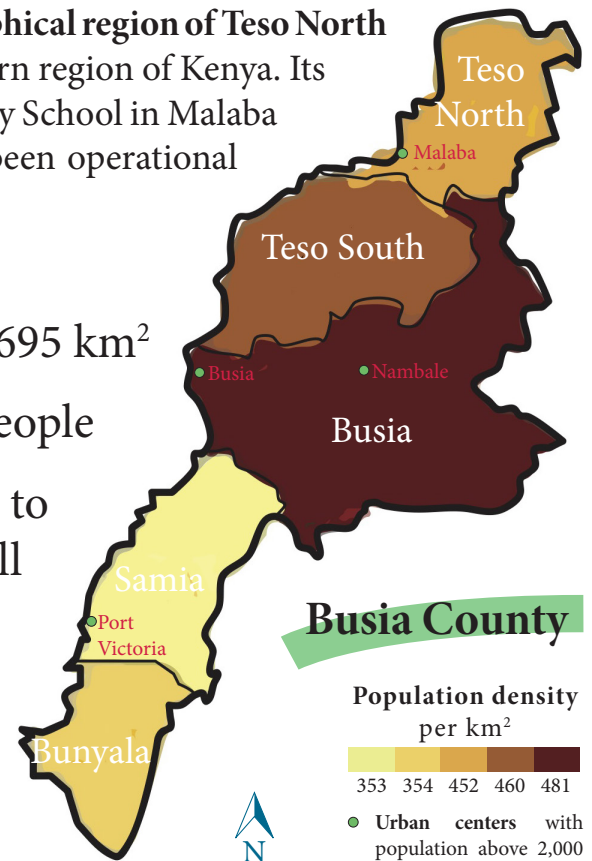 phical region of Teso North
rn region of Kenya. Its
y School in Malaba
been operational
695 km²
eople
to
ll
Teso
North
Malaba
Teso South
Busia
Nambale
Busia
Samia
Port
Victoria
Bunyala
Busia County
Population density
per km²
353 354 452 460 481
Urban centers with
population above 2,000
N